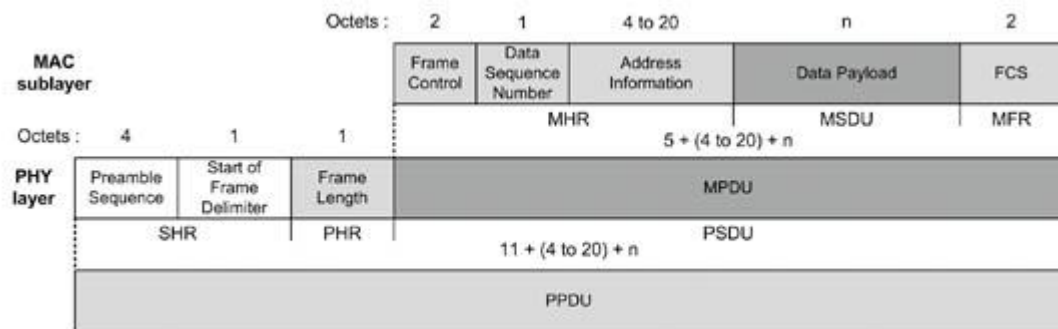 Octets : 2 1 4 to 20 n 2
MAC sublayer
Frame Control
Data Sequence Number
Address Information
Data Payload
FCS
MHR MSDU MFR
5 + (4 to 20) + n
Octets : 4 1 1
PHY layer
Preamble Sequence
Start of Frame Delimiter
Frame Length
MPDU
SHR PHR PSDU
11 + (4 to 20) + n
PPDU